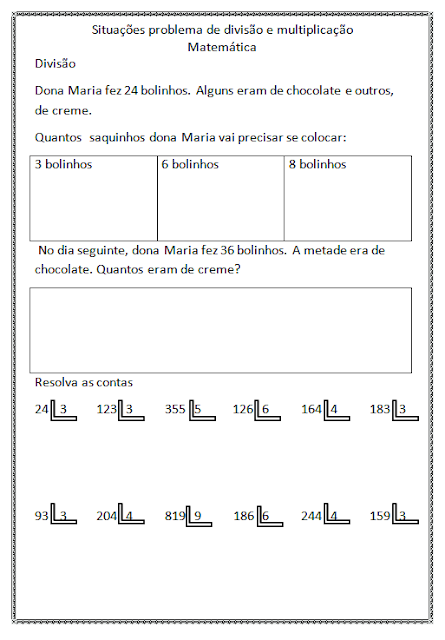 Situações problema de divisão e multiplicação
Matemática
Divisão
Dona Maria fez 24 bolinhos. Alguns eram de chocolate e outros,
de creme.
Quantos saquinhos dona Maria vai precisar se colocar:
3 bolinhos 6 bolinhos 8 bolinhos
No dia seguinte, dona Maria fez 36 bolinhos. A metade era de
chocolate. Quantos eram de creme?
Resolva as contas
24 3 123 3 355 5 126 6 164 4 183 3
93 3 204 4 819 9 186 6 244 4 159 3